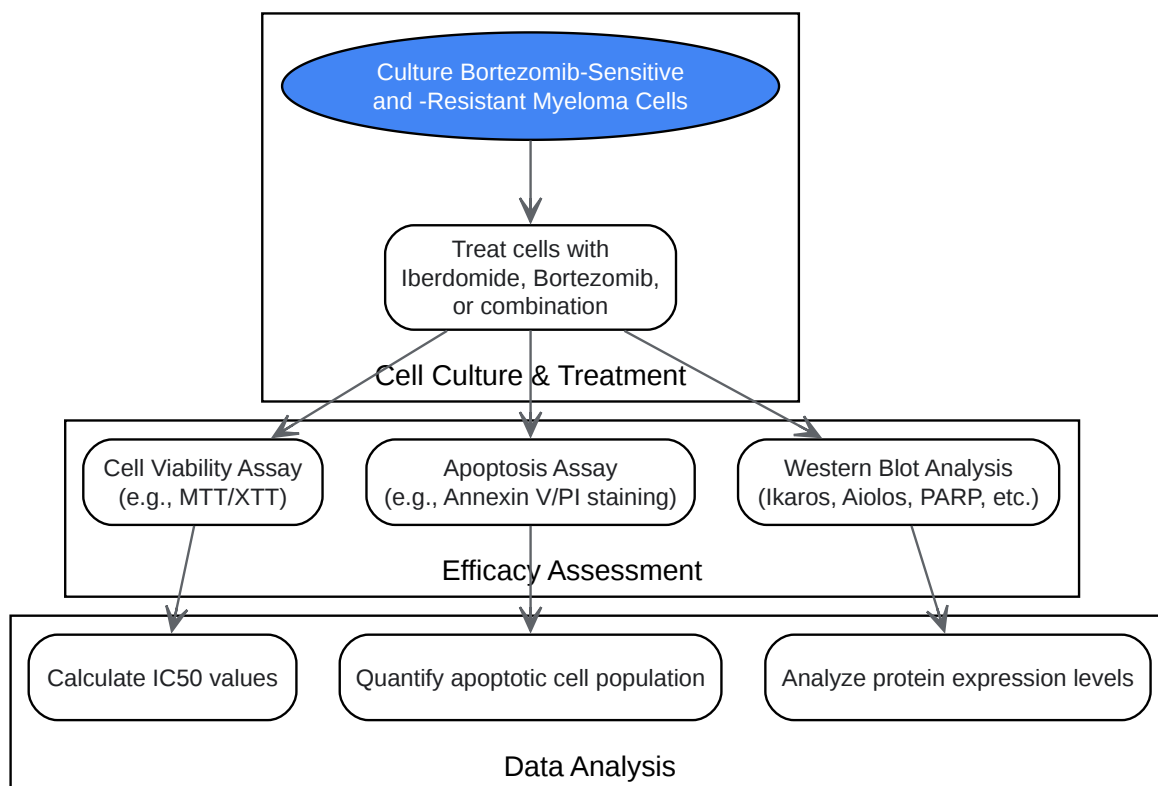 Culture Bortezomib-Sensitive
and -Resistant Myeloma Cells
Treat cells with
Iberdomide, Bortezomib,
or combination
Cell Culture & Treatment
Cell Viability Assay
(e.g., MTT/XTT)
Apoptosis Assay
(e.g., Annexin V/PI staining)
Western Blot Analysis
(Ikaros, Aiolos, PARP, etc.)
Efficacy Assessment
Calculate IC50 values
Quantify apoptotic cell population
Analyze protein expression levels
Data Analysis